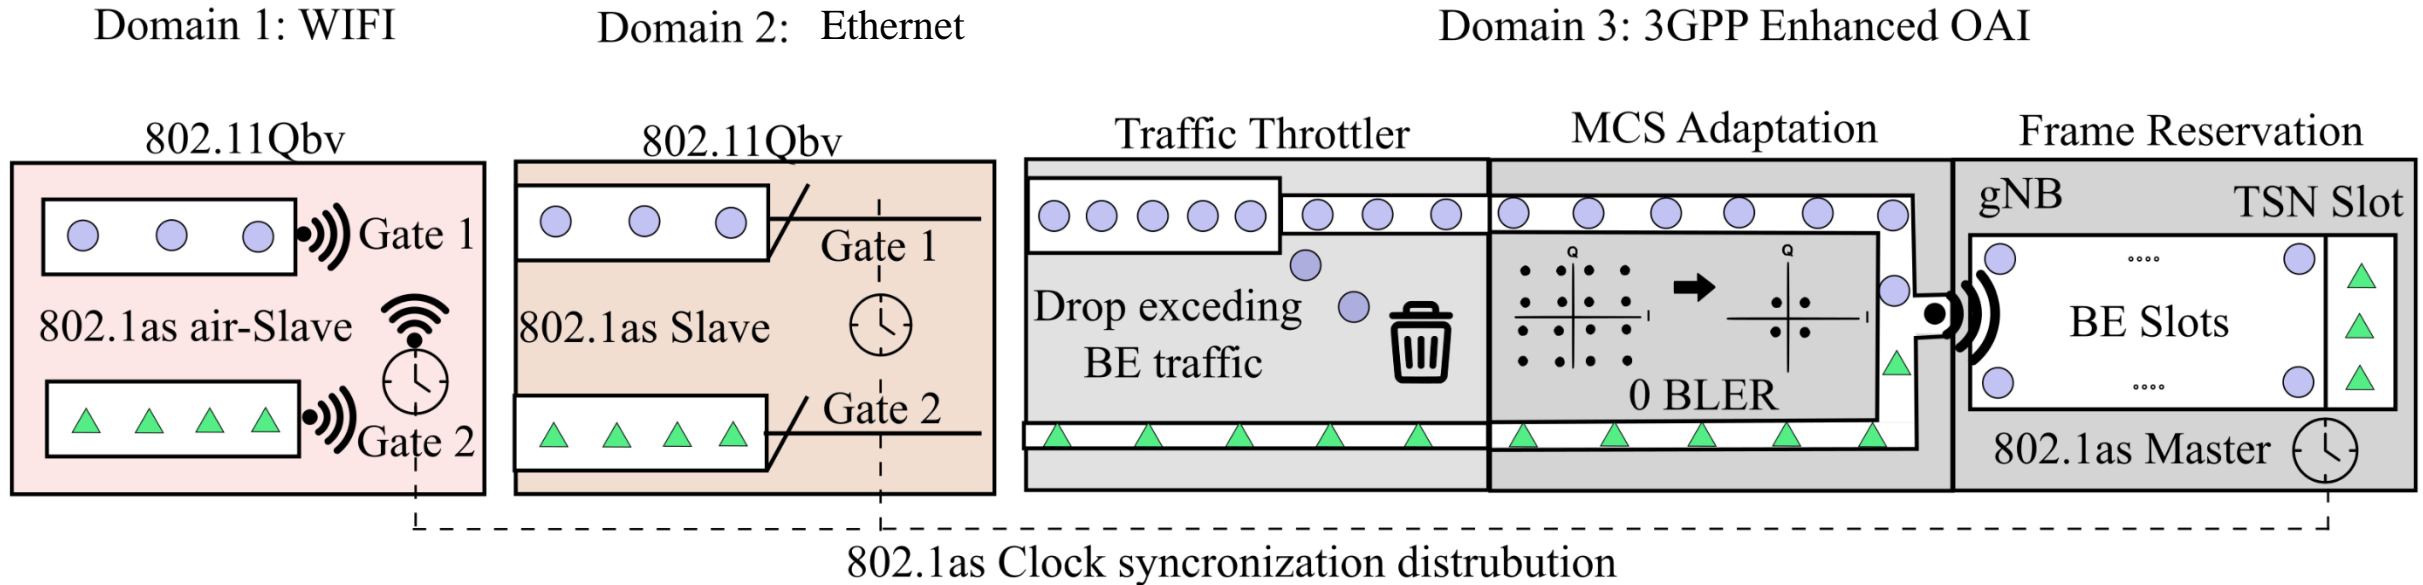 Domain 1: WIFI
Domain 2: Ethernet
Domain 3: 3GPP Enhanced OAI
802.11Qbv
802.11Qbv
Traffic Throttler
MCS Adaptation
Frame Reservation
Gate 1
802.1as air-Slave
Gate 2
Gate 1
802.1as Slave
Gate 2
Drop exceding
BE traffic
Q
I
Q
I
0 BLER
gNB
TSN Slot
BE Slots
802.1as Master
802.1as Clock syncronization distrubution